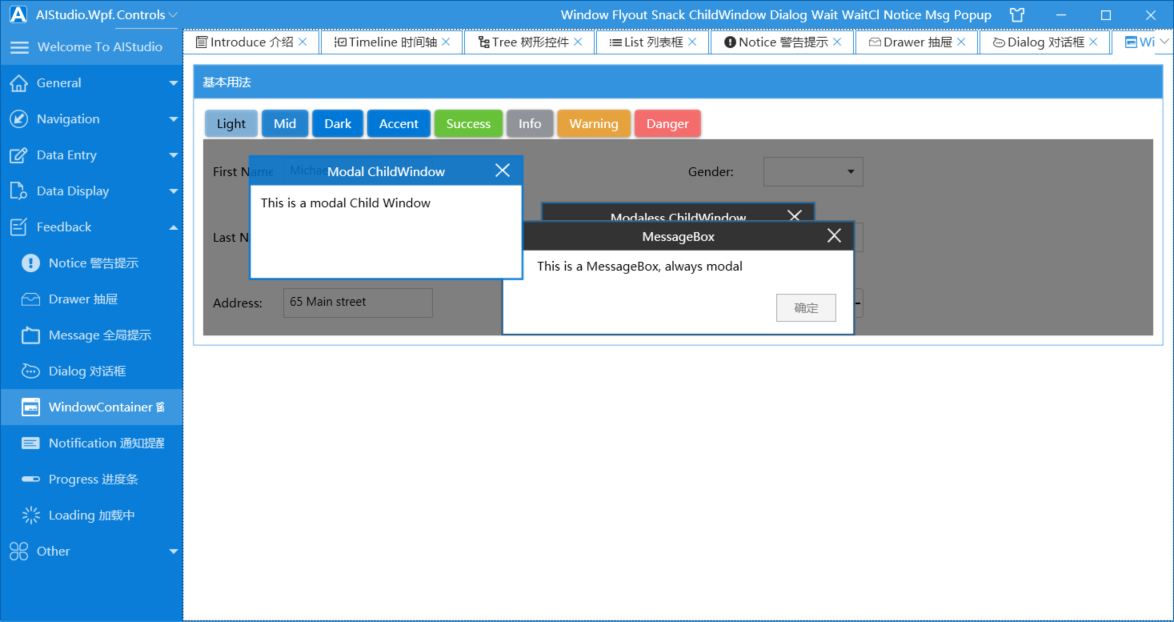 AIStudio.Wpf.Controls
Window Flyout Snack ChildWindow Dialog Wait WaitCl Notice Msg Popup
Welcome To AIStudio
General
Navigation
Data Entry
Data Display
Feedback
Notice 警告提示
Drawer 抽屉
Message 全局提示
Dialog 对话框
WindowContainer
Notification 通知提醒
Progress 进度条
Loading 加载中
Other
Introduce 介绍
Timeline 时间轴
Tree 树形控件
List 列表框
Notice 警告提示
Drawer 抽屉
Dialog 对话框
Wi
基本用法
Light
Mid
Dark
Accent
Success
Info
Warning
Danger
First Name
Michae
Gender:
Modal ChildWindow
This is a modal Child Window
Modaless ChildWindow
Last N
MessageBox
This is a MessageBox, always modal
确定
Address:
65 Main street